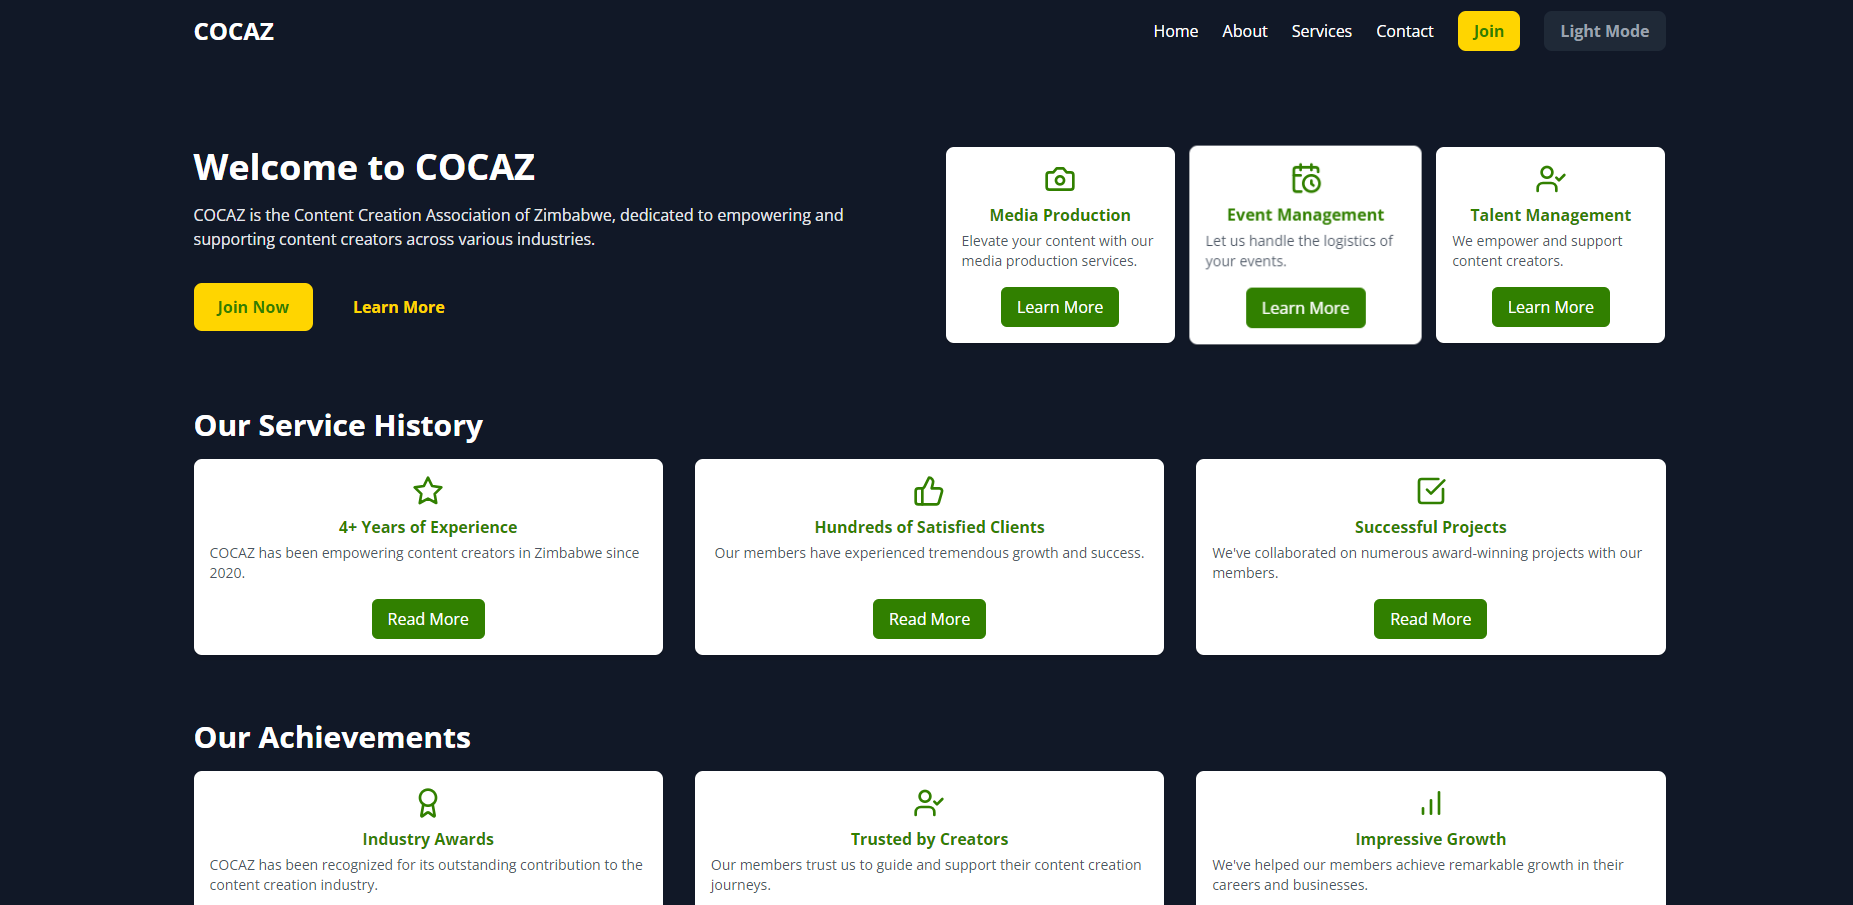 COCAZ
Home
About
Services
Contact
Join
Light Mode
Welcome to COCAZ
COCAZ is the Content Creation Association of Zimbabwe, dedicated to empowering and
supporting content creators across various industries.
Join Now
Learn More
Media Production
Elevate your content with our
media production services.
Learn More
Event Management
Let us handle the logistics of
your events.
Learn More
Talent Management
We empower and support
content creators.
Learn More
Our Service History
4+ Years of Experience
COCAZ has been empowering content creators in Zimbabwe since
2020.
Read More
Hundreds of Satisfied Clients
Our members have experienced tremendous growth and success.
Read More
Successful Projects
We've collaborated on numerous award-winning projects with our
members.
Read More
Our Achievements
Industry Awards
COCAZ has been recognized for its outstanding contribution to the
content creation industry.
Trusted by Creators
Our members trust us to guide and support their content creation
journeys.
Impressive Growth
We've helped our members achieve remarkable growth in their
careers and businesses.